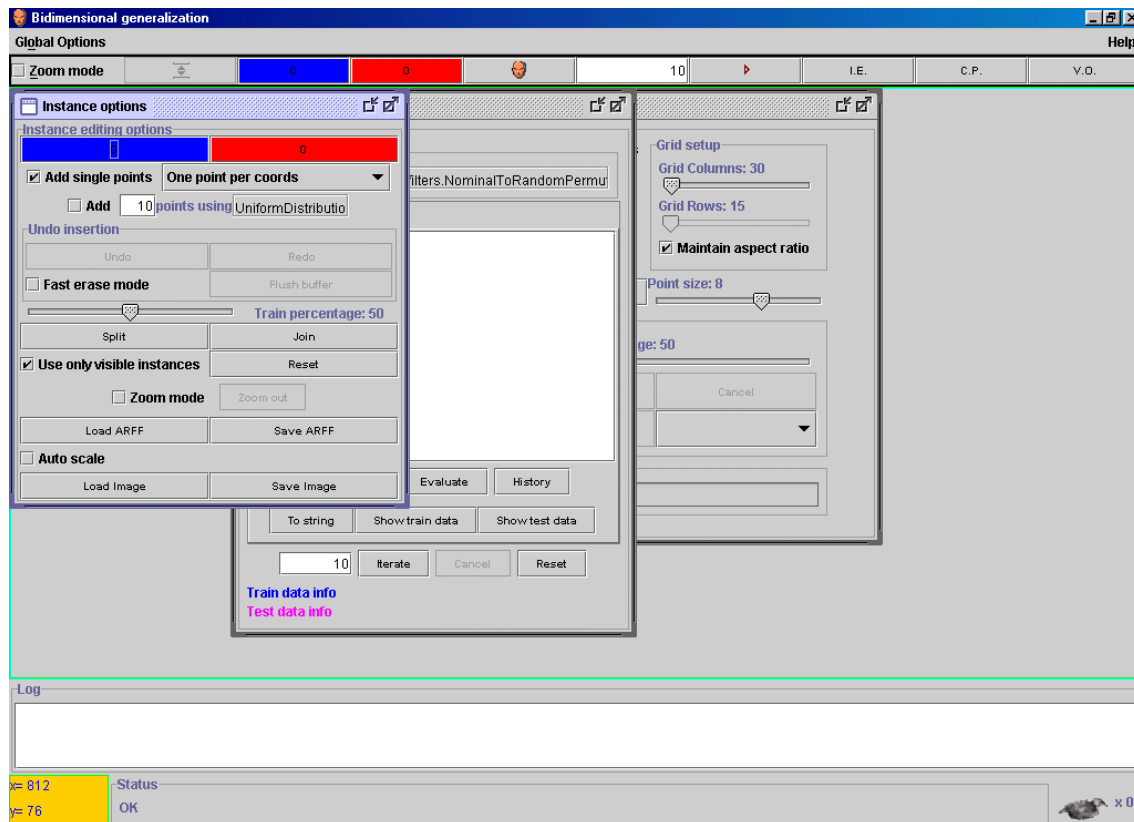 Bidimensional generalization
Global Options Help
Zoom mode 0 0 10 I.E. C.P. V.O.
Instance options
Instance editing options
0 0
Add single points One point per coords
Add 10 points using UniformDistributio
Undo insertion
Undo Redo
Fast erase mode Flush buffer
Train percentage: 50
Split Join
Use only visible instances Reset
Zoom mode Zoom out
Load ARFF Save ARFF
Auto scale
Load Image Save Image
filters.NominalToRandomPermut
Evaluate History
To string Show train data Show test data
10 Iterate Cancel Reset
Train data info
Test data info
Grid setup
Grid Columns: 30
Grid Rows: 15
Maintain aspect ratio
Point size: 8
ge: 50
Cancel
Log
x= 812
y= 76
Status
OK
x 0